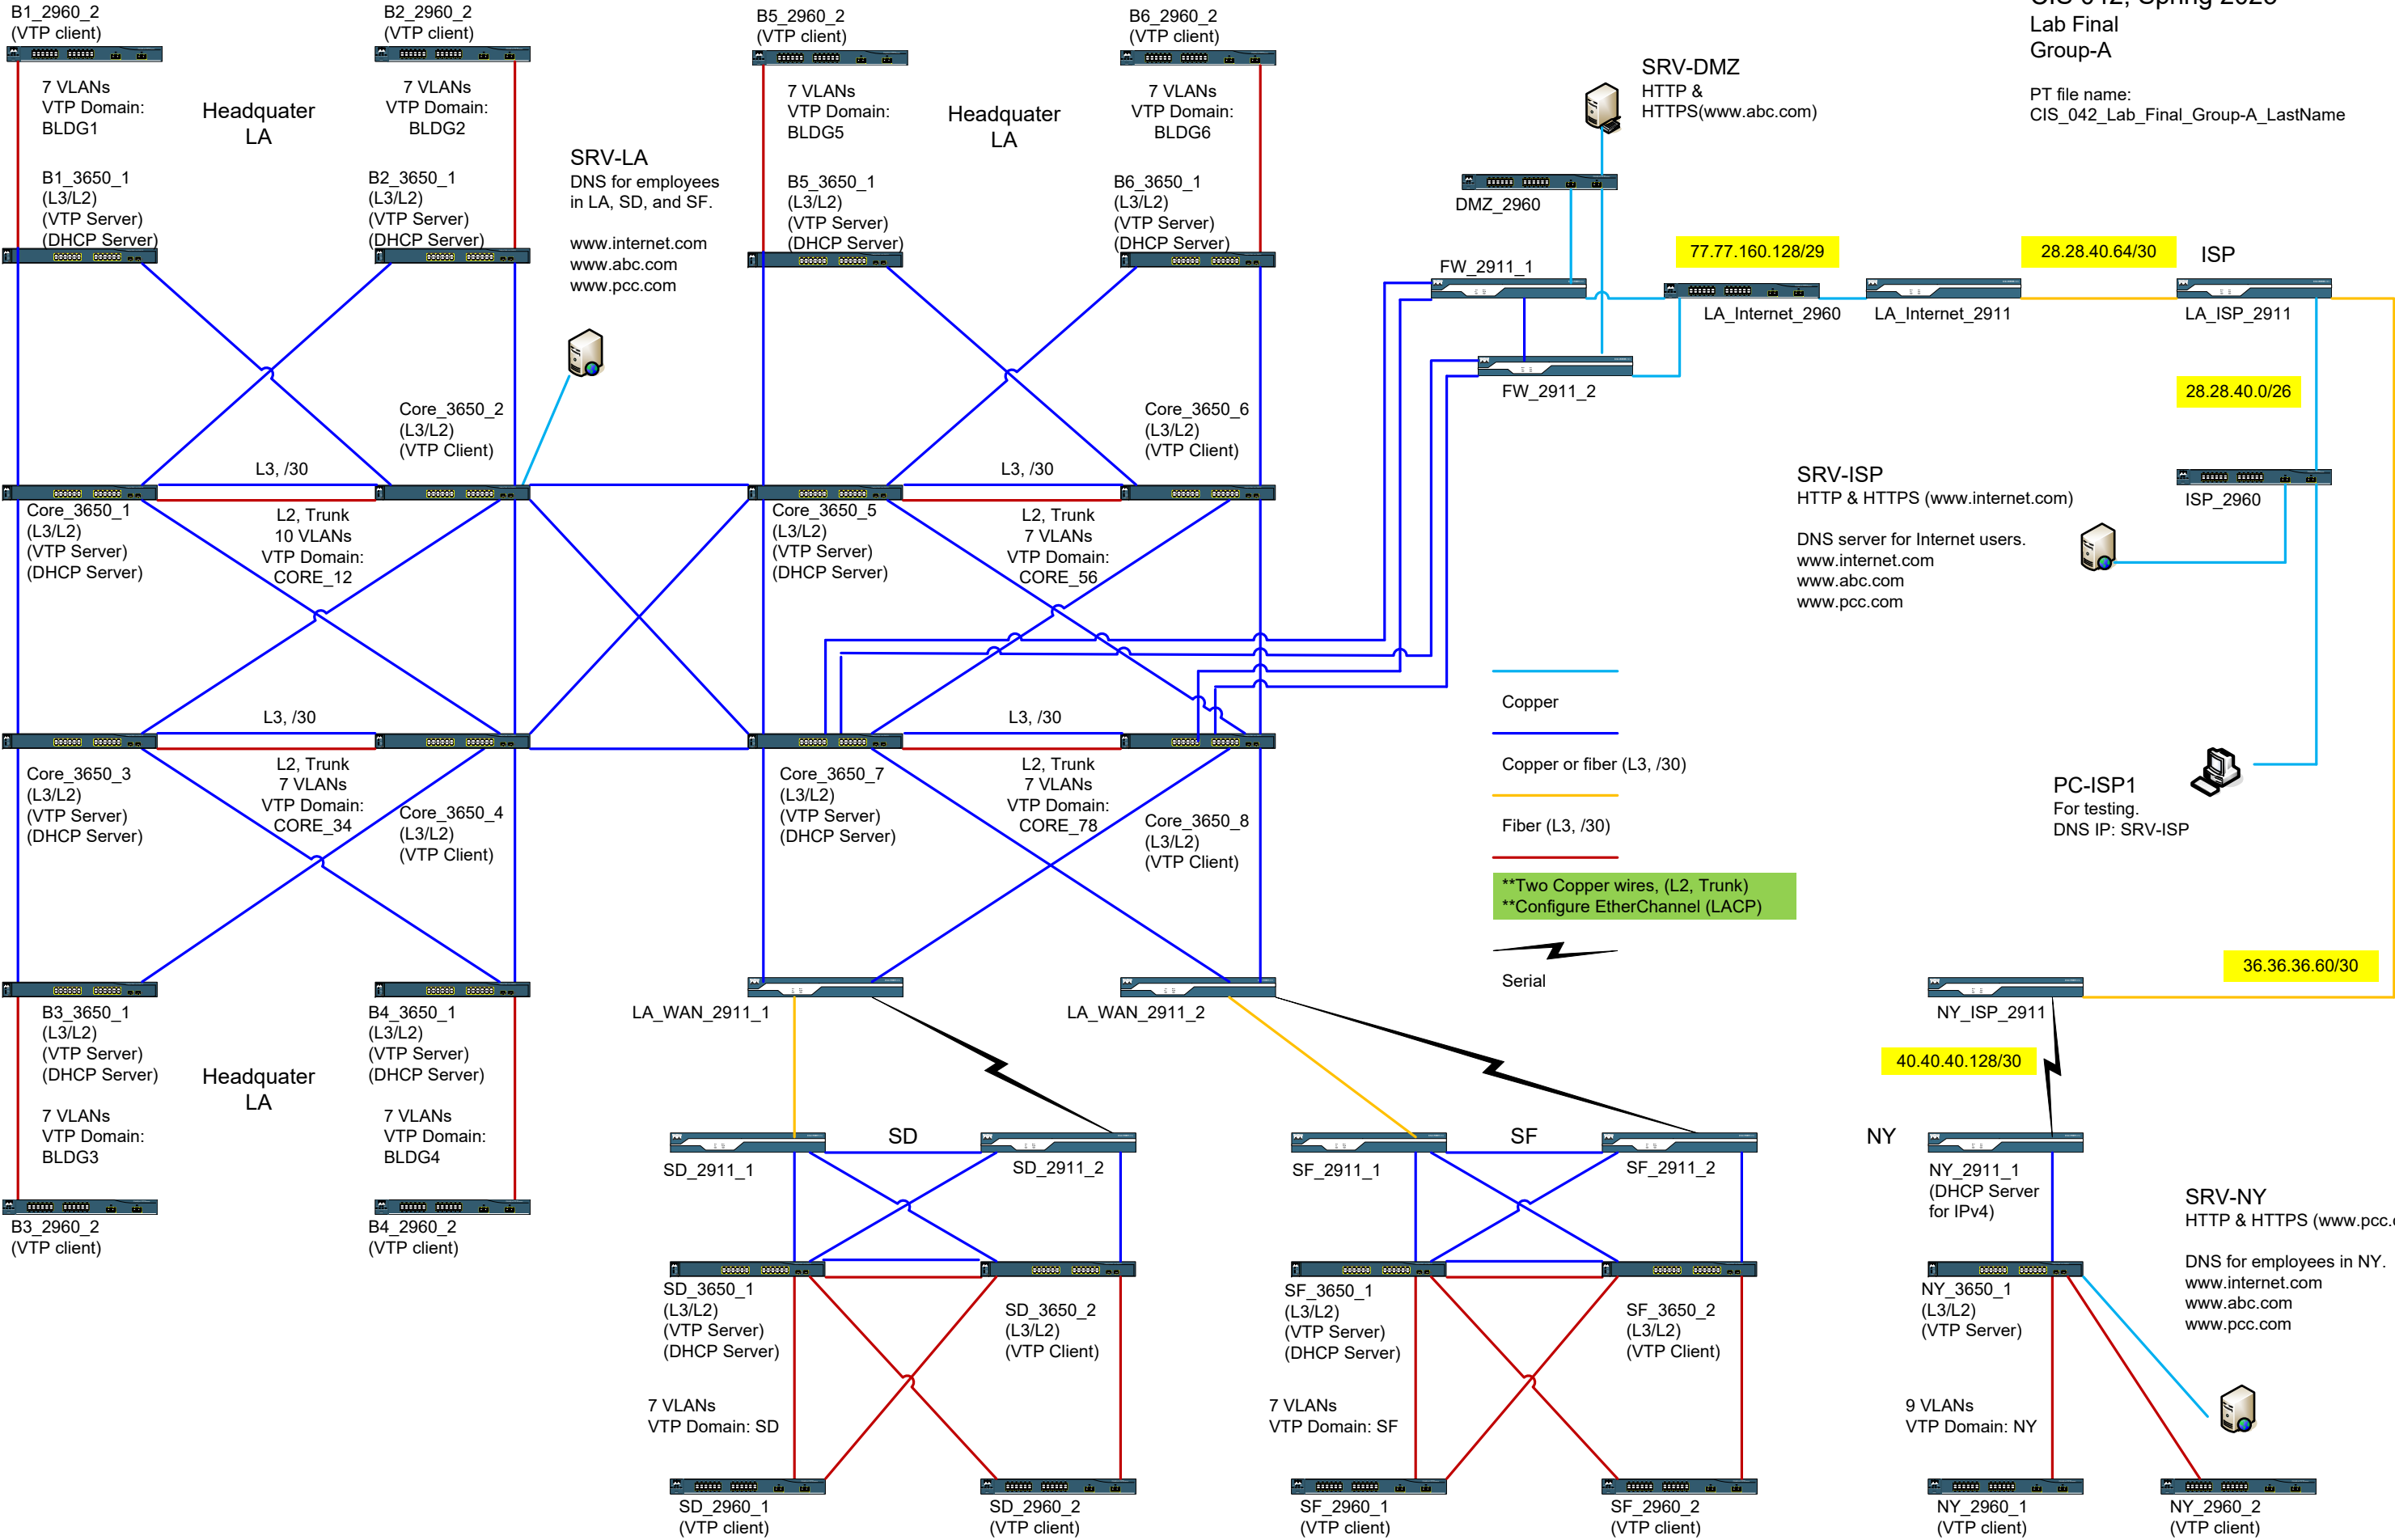 B1_2960_2
(VTP client)
7 VLANs
VTP Domain:
BLDG1
Headquater
LA
B2_2960_2
(VTP client)
7 VLANs
VTP Domain:
BLDG2
B1_3650_1
(L3/L2)
(VTP Server)
(DHCP Server)
B2_3650_1
(L3/L2)
(VTP Server)
(DHCP Server)
SRV-LA
DNS for employees
in LA, SD, and SF.
www.internet.com
www.abc.com
www.pcc.com
B5_2960_2
(VTP client)
7 VLANs
VTP Domain:
BLDG5
Headquater
LA
B6_2960_2
(VTP client)
7 VLANs
VTP Domain:
BLDG6
B5_3650_1
(L3/L2)
(VTP Server)
(DHCP Server)
B6_3650_1
(L3/L2)
(VTP Server)
(DHCP Server)
SRV-DMZ
HTTP &
HTTPS(www.abc.com)
Lab Final
Group-A
PT file name:
CIS_042_Lab_Final_Group-A_LastName
DMZ_2960
FW_2911_1
77.77.160.128/29
28.28.40.64/30
ISP
LA_Internet_2960
LA_Internet_2911
LA_ISP_2911
FW_2911_2
28.28.40.0/26
Core_3650_2
(L3/L2)
(VTP Client)
L3, /30
Core_3650_1
(L3/L2)
(VTP Server)
(DHCP Server)
L2, Trunk
10 VLANs
VTP Domain:
CORE_12
Core_3650_6
(L3/L2)
(VTP Client)
L3, /30
Core_3650_5
(L3/L2)
(VTP Server)
(DHCP Server)
L2, Trunk
7 VLANs
VTP Domain:
CORE_56
SRV-ISP
HTTP & HTTPS (www.internet.com)
DNS server for Internet users.
www.internet.com
www.abc.com
www.pcc.com
ISP_2960
L3, /30
Core_3650_3
(L3/L2)
(VTP Server)
(DHCP Server)
L2, Trunk
7 VLANs
VTP Domain:
CORE_34
Core_3650_4
(L3/L2)
(VTP Client)
L3, /30
Core_3650_7
(L3/L2)
(VTP Server)
(DHCP Server)
L2, Trunk
7 VLANs
VTP Domain:
CORE_78
Core_3650_8
(L3/L2)
(VTP Client)
Copper
Copper or fiber (L3, /30)
Fiber (L3, /30)
**Two Copper wires, (L2, Trunk)
**Configure EtherChannel (LACP)
Serial
PC-ISP1
For testing.
DNS IP: SRV-ISP
36.36.36.60/30
B3_3650_1
(L3/L2)
(VTP Server)
(DHCP Server)
7 VLANs
VTP Domain:
BLDG3
Headquater
LA
B4_3650_1
(L3/L2)
(VTP Server)
(DHCP Server)
7 VLANs
VTP Domain:
BLDG4
B3_2960_2
(VTP client)
B4_2960_2
(VTP client)
LA_WAN_2911_1
LA_WAN_2911_2
NY_ISP_2911
40.40.40.128/30
SD
SD_2911_1
SD_2911_2
SD_3650_1
(L3/L2)
(VTP Server)
(DHCP Server)
SD_3650_2
(L3/L2)
(VTP Client)
7 VLANs
VTP Domain: SD
SD_2960_1
(VTP client)
SD_2960_2
(VTP client)
SF
SF_2911_1
SF_2911_2
SF_3650_1
(L3/L2)
(VTP Server)
(DHCP Server)
SF_3650_2
(L3/L2)
(VTP Client)
7 VLANs
VTP Domain: SF
SF_2960_1
(VTP client)
SF_2960_2
(VTP client)
NY
NY_2911_1
(DHCP Server
for IPv4)
NY_3650_1
(L3/L2)
(VTP Server)
SRV-NY
HTTP & HTTPS (www.pcc.
DNS for employees in NY.
www.internet.com
www.abc.com
www.pcc.com
9 VLANs
VTP Domain: NY
NY_2960_1
(VTP client)
NY_2960_2
(VTP client)